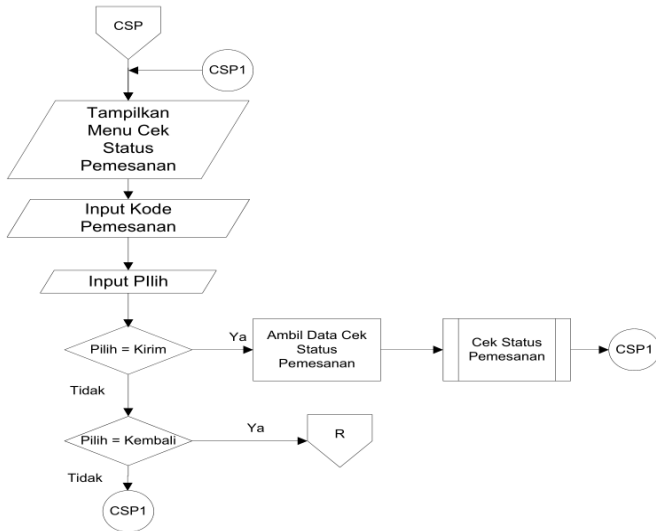 CSP
CSP1
Tampilkan
Menu Cek
Status
Pemesanan
Input Kode
Pemesanan
Input PIlih
Pilih = Kirim
Ya
Ambil Data Cek
Status
Pemesanan
Cek Status
Pemesanan
CSP1
Tidak
Pilih = Kembali
Ya
R
Tidak
CSP1